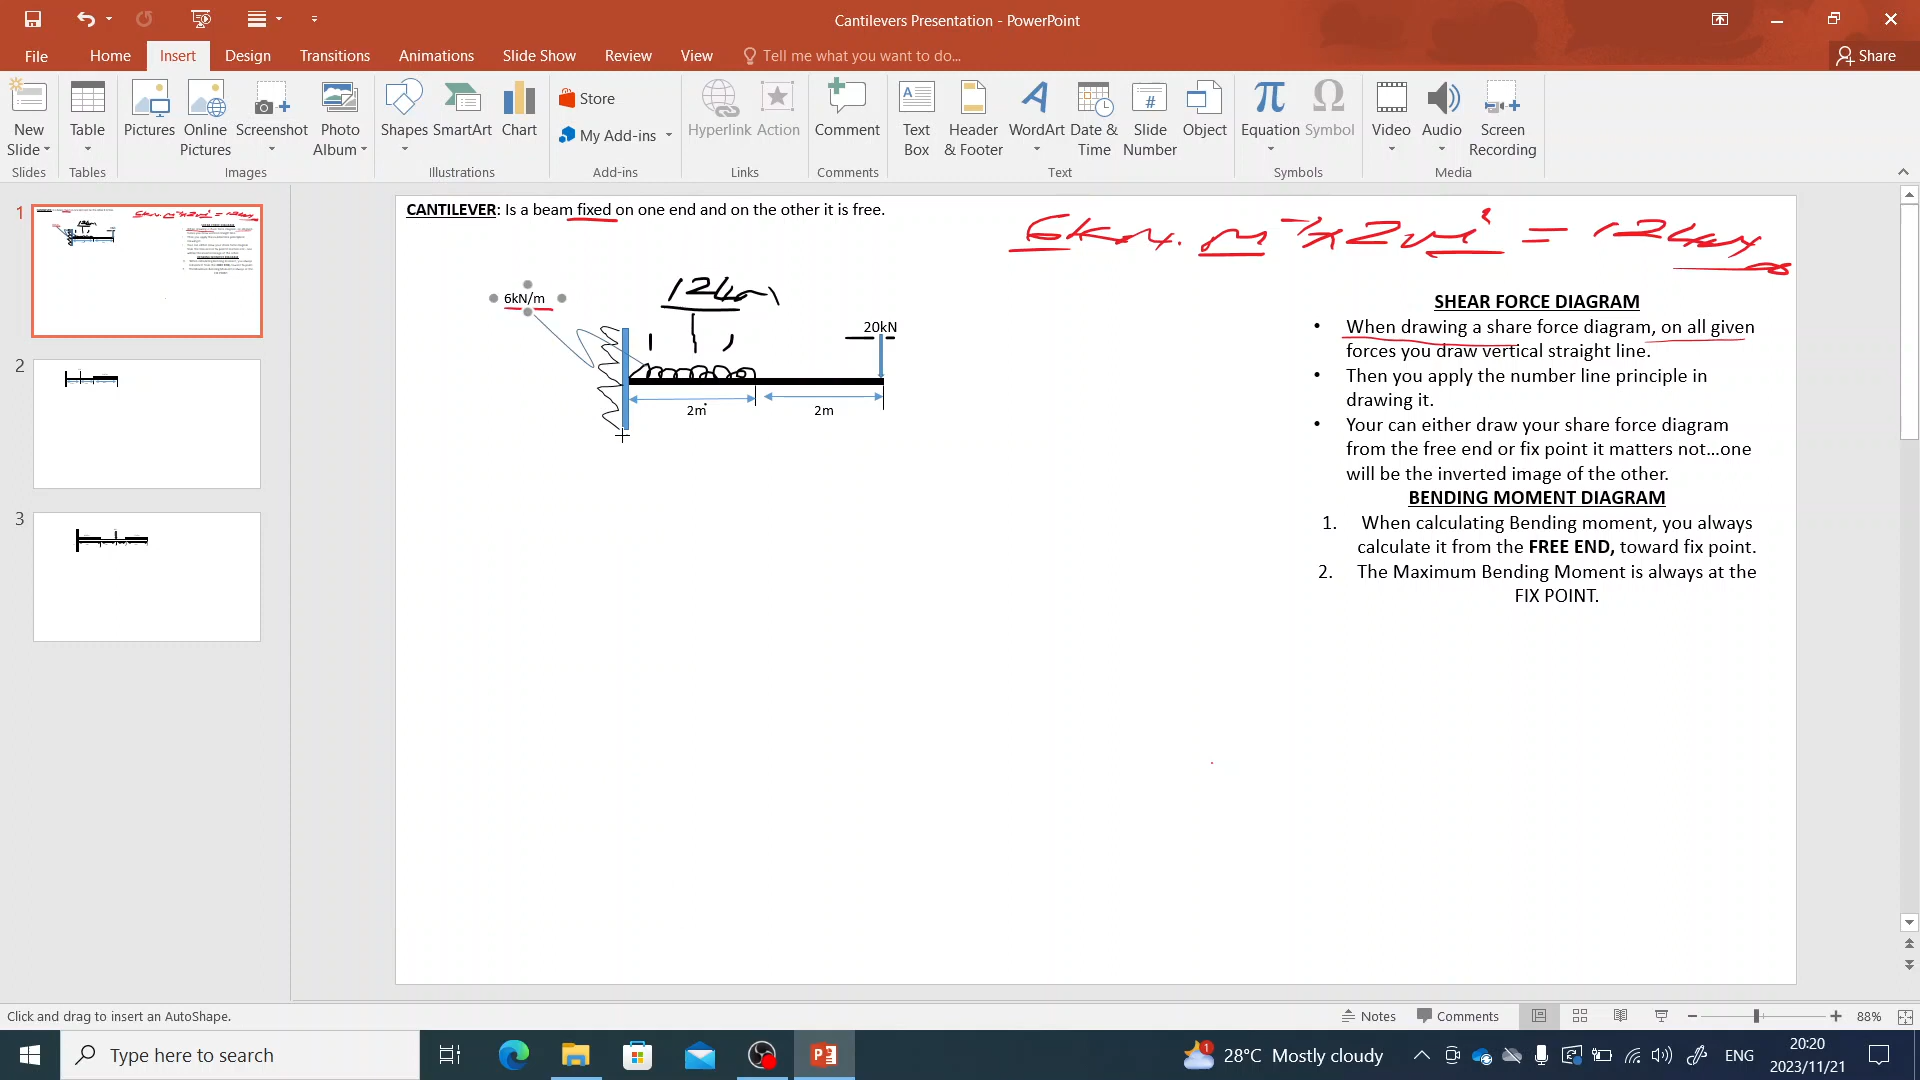 Cantilevers Presentation - PowerPoint
File Home Insert Design Transitions Animations Slide Show Review View Tell me what you want to do... Share
New Slide Table Pictures Online Pictures Screenshot Photo Album Shapes SmartArt Chart Store My Add-ins Hyperlink Action Comment Text Box Header & Footer WordArt Date & Time Slide Number Object Equation Symbol Video Audio Screen Recording
Slides Tables Images Illustrations Add-ins Links Comments Text Symbols Media
1
2
3
CANTILEVER: Is a beam fixed on one end and on the other it is free.
6kN.m⁻¹x2m¹ = 12kN
6kN/m
12kN
20kN
2m
2m
SHEAR FORCE DIAGRAM
• When drawing a share force diagram, on all given
forces you draw vertical straight line.
• Then you apply the number line principle in
drawing it.
• Your can either draw your share force diagram
from the free end or fix point it matters not...one
will be the inverted image of the other.
BENDING MOMENT DIAGRAM
1. When calculating Bending moment, you always
calculate it from the FREE END, toward fix point.
2. The Maximum Bending Moment is always at the
FIX POINT.
Click and drag to insert an AutoShape.
Notes Comments 88%
Type here to search
28°C Mostly cloudy
ENG
20:20
2023/11/21